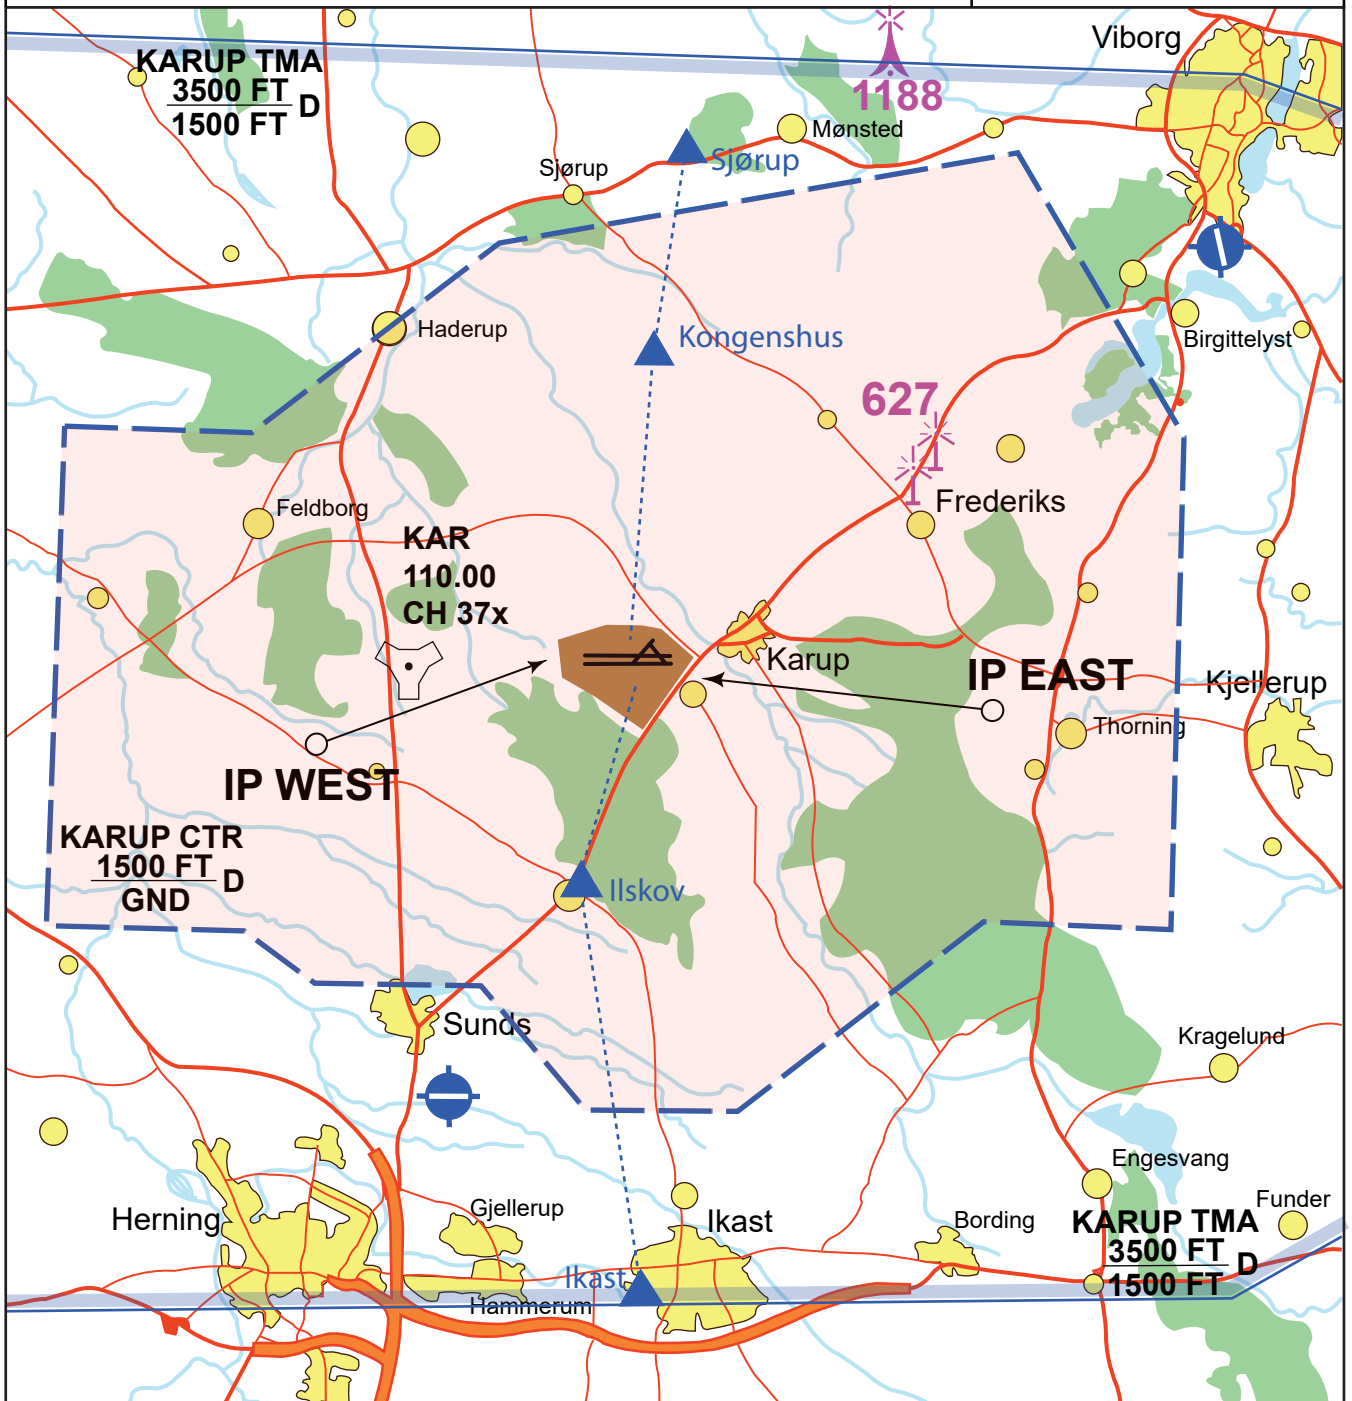 Viborg
KARUP TMA
3500 FT
D
1500 FT
1188
Mønsted
Sjørup
Sjørup
Haderup
Kongenshus
Birgittelyst
627
Feldborg
Frederiks
KAR
110.00
CH 37x
Karup
IP EAST
Kjellerup
Thorning
IP WEST
KARUP CTR
1500 FT
D
GND
Ilskov
Sunds
Kragelund
Engesvang
Herning
Gjellerup
Ikast
Bording
Funder
KARUP TMA
3500 FT
D
1500 FT
Ikast
Hammerum